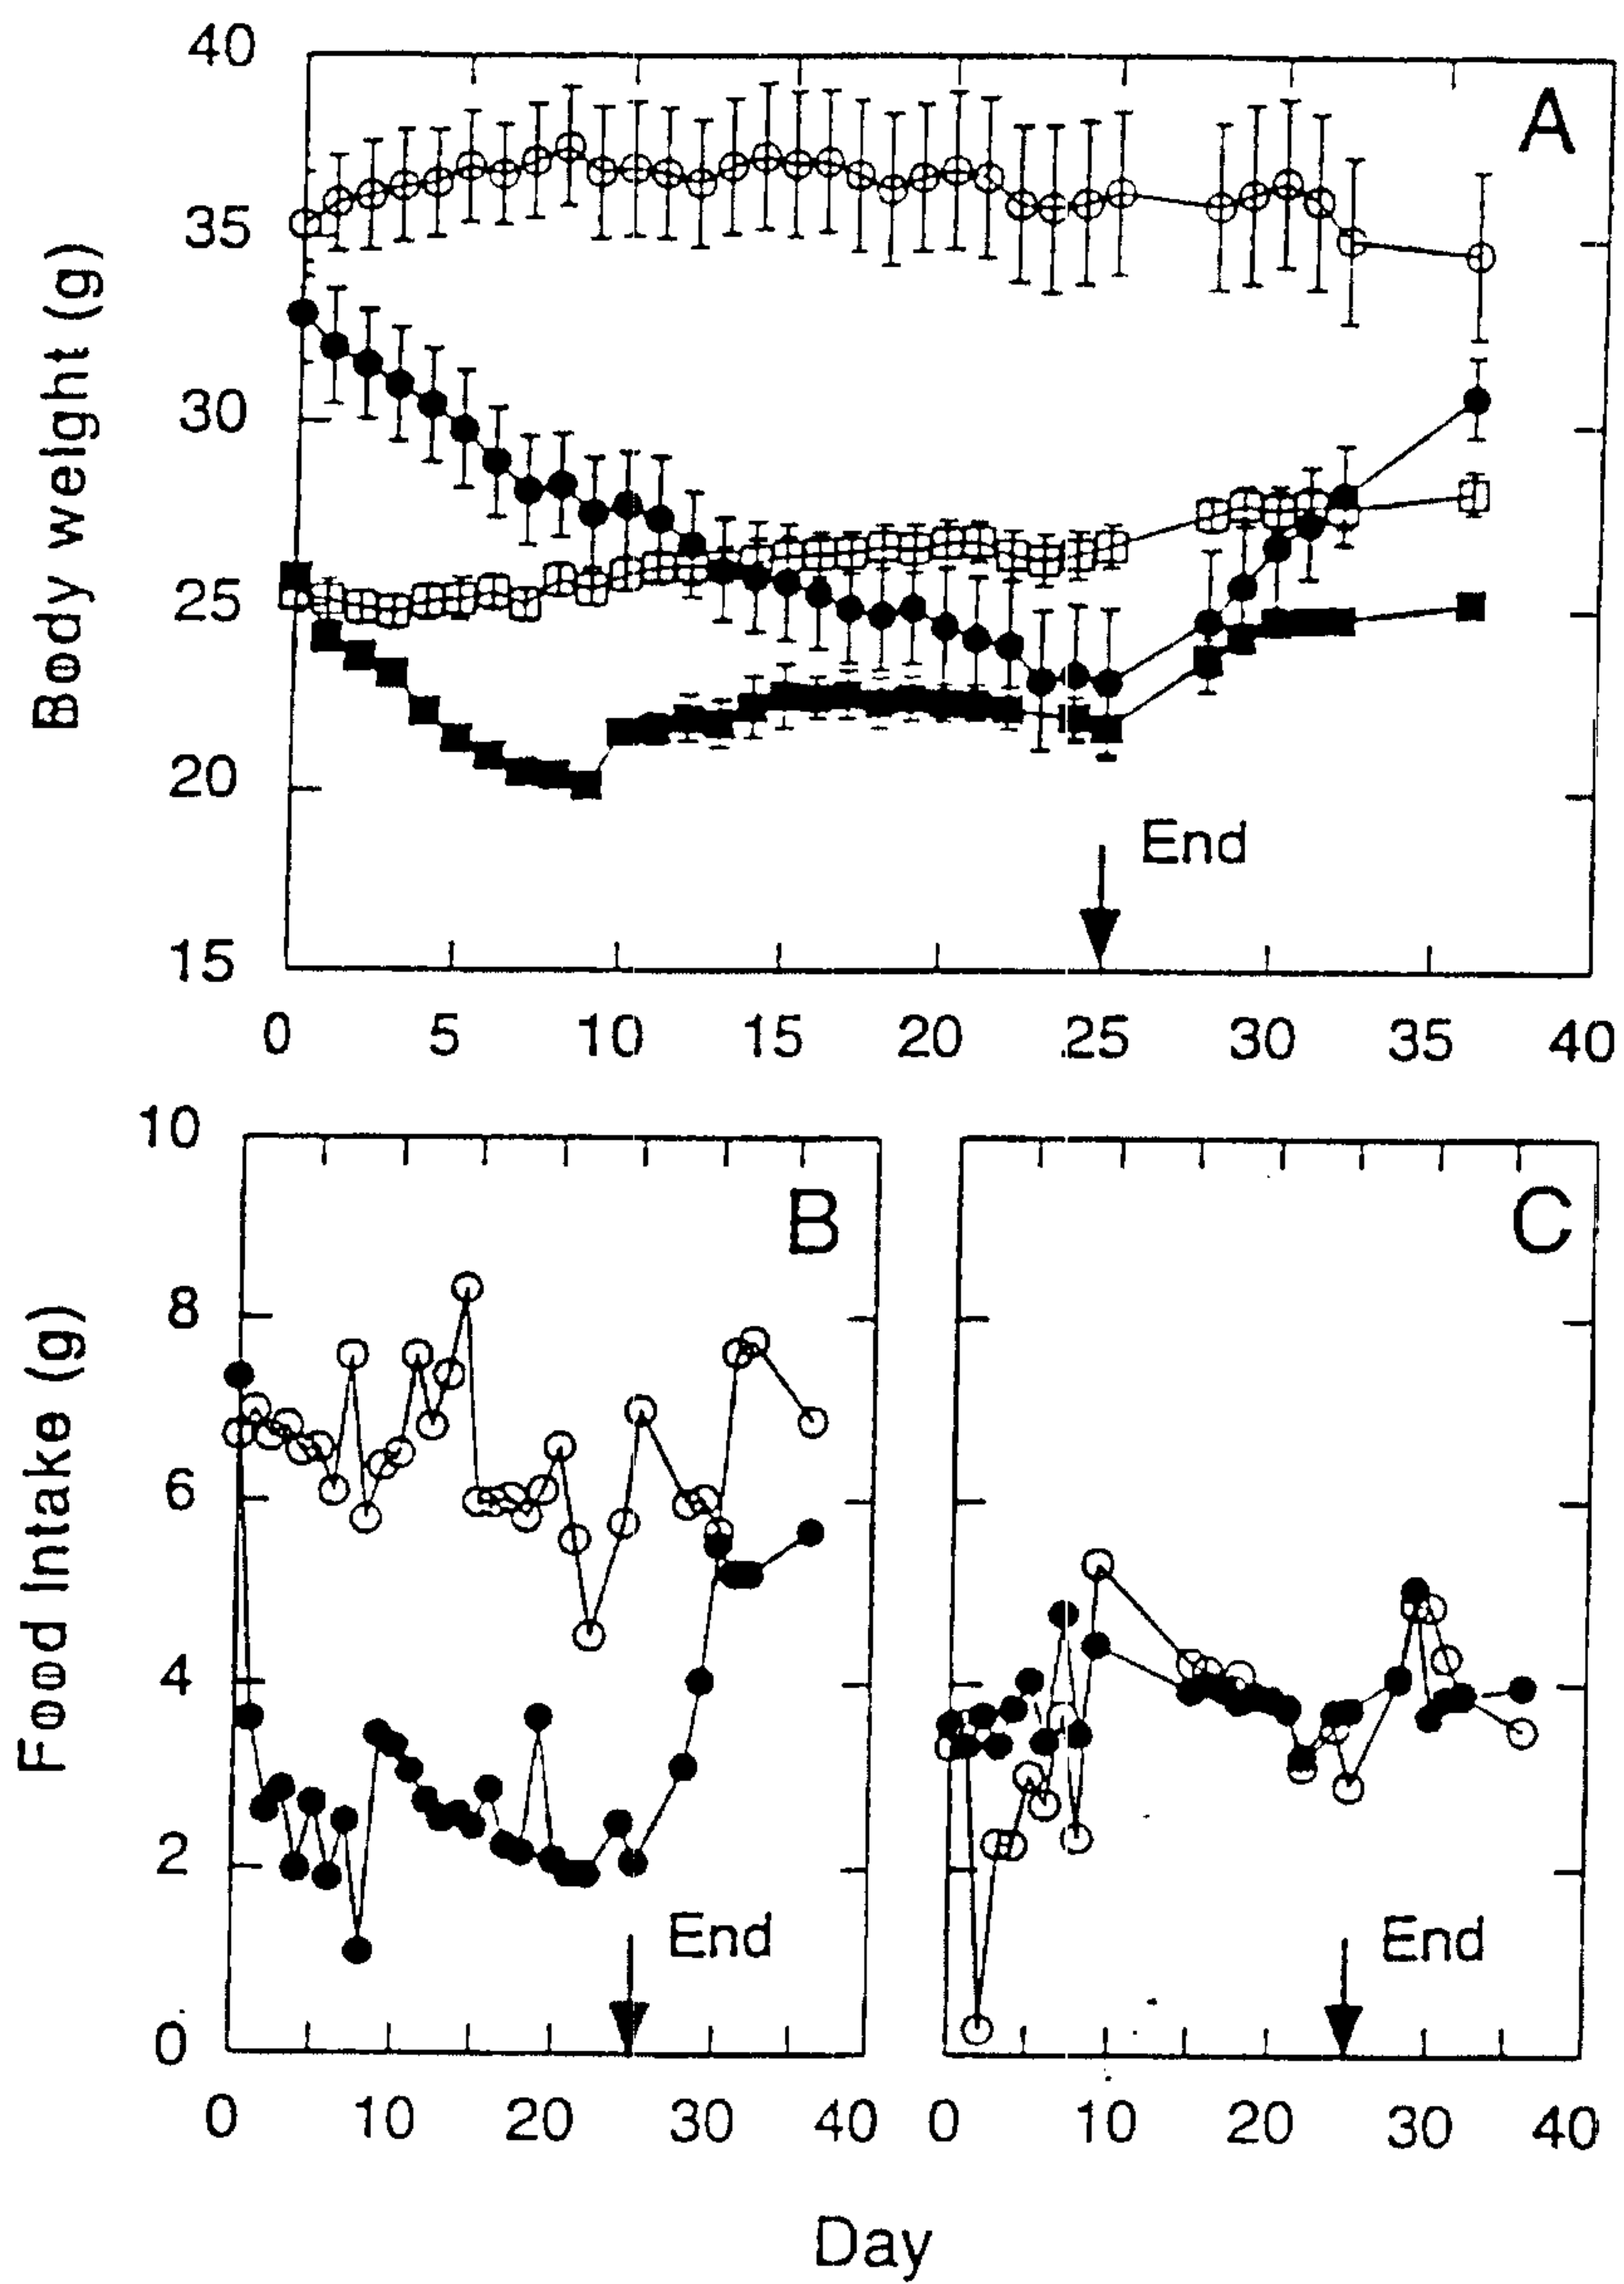 40
A
35
Body weight (g)
30
25
20
End
15
0 5 10 15 20 25 30 35 40
10
B C
8
Food Intake (g)
6
4
2
End End
0
0 10 20 30 40 0 10 20 30 40
Day